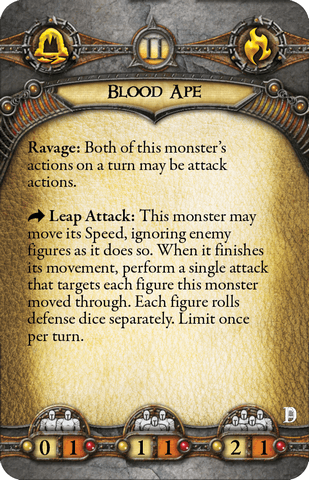 II
Blood Ape
Ravage: Both of this monster's
actions on a turn may be attack
actions.
Leap Attack: This monster may
move its Speed, ignoring enemy
figures as it does so. When it finishes
its movement, perform a single attack
that targets each figure this monster
moved through. Each figure rolls
defense dice separately. Limit once
per turn.
D
0 1 1 1 2 1